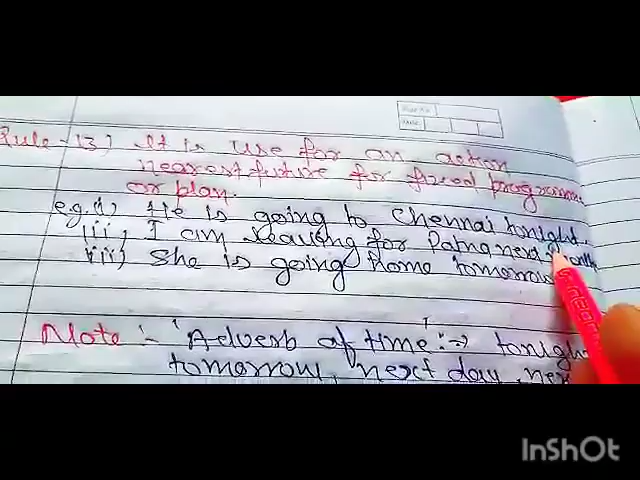 Rule-(3) It is use for an action
nearest future for fixed programme
or plan.
e.g.(i) He is going to Chennai tonight.
(ii) I am leaving for Patna next
(iii) She is going home tomorrow
Note :- Adverb of time :-> tonight
tomorrow, next day,
InShOt